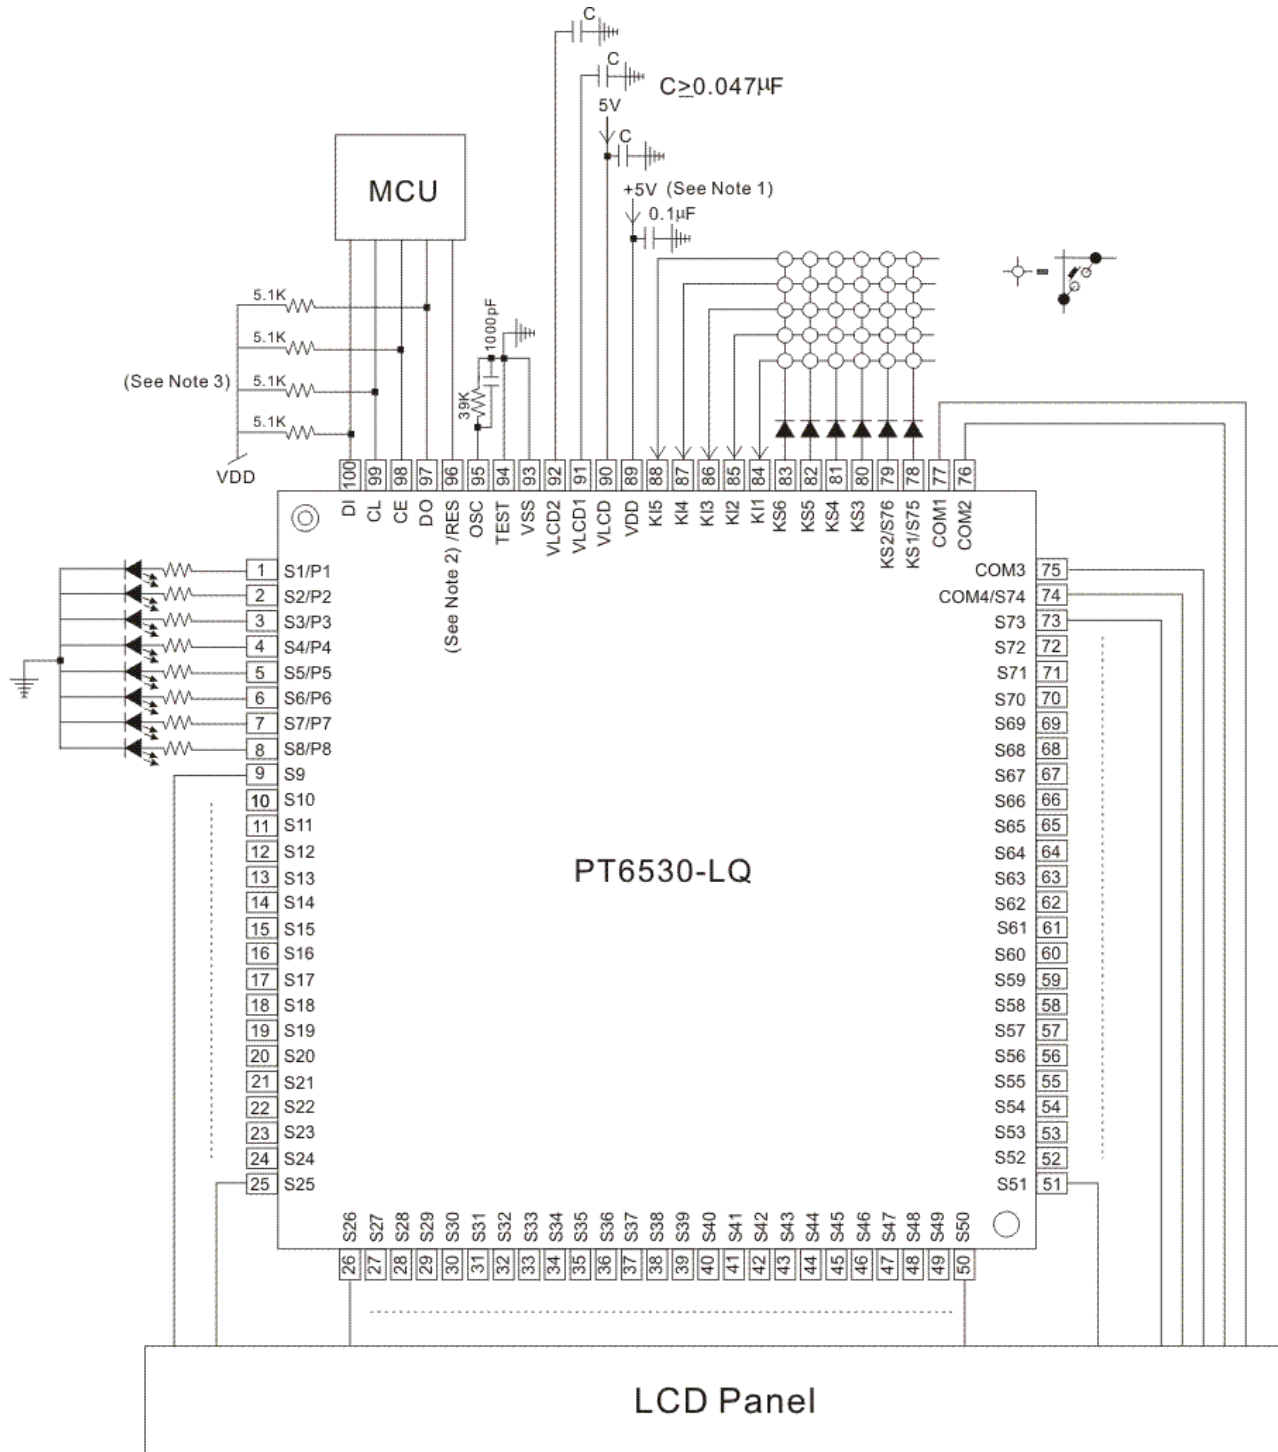 C
C
C≥0.047μF
5V
C
MCU
+5V (See Note 1)
0.1μF
5.1K
5.1K
(See Note 3)
5.1K
5.1K
VDD
1000pF
39K
100
99
98
97
96
95
94
93
92
91
90
89
88
87
86
85
84
83
82
81
80
79
78
77
76
DI
CL
CE
DO
(See Note 2) /RES
OSC
TEST
VSS
VLCD2
VLCD1
VLCD
VDD
KI5
KI4
KI3
KI2
KI1
KS6
KS5
KS4
KS3
KS2/S76
KS1/S75
COM1
COM2
1 S1/P1
2 S2/P2
3 S3/P3
4 S4/P4
5 S5/P5
6 S6/P6
7 S7/P7
8 S8/P8
9 S9
10 S10
11 S11
12 S12
13 S13
14 S14
15 S15
16 S16
17 S17
18 S18
19 S19
20 S20
21 S21
22 S22
23 S23
24 S24
25 S25
PT6530-LQ
COM3 75
COM4/S74 74
S73 73
S72 72
S71 71
S70 70
S69 69
S68 68
S67 67
S66 66
S65 65
S64 64
S63 63
S62 62
S61 61
S60 60
S59 59
S58 58
S57 57
S56 56
S55 55
S54 54
S53 53
S52 52
S51 51
S26
S27
S28
S29
S30
S31
S32
S33
S34
S35
S36
S37
S38
S39
S40
S41
S42
S43
S44
S45
S46
S47
S48
S49
S50
26
27
28
29
30
31
32
33
34
35
36
37
38
39
40
41
42
43
44
45
46
47
48
49
50
LCD Panel